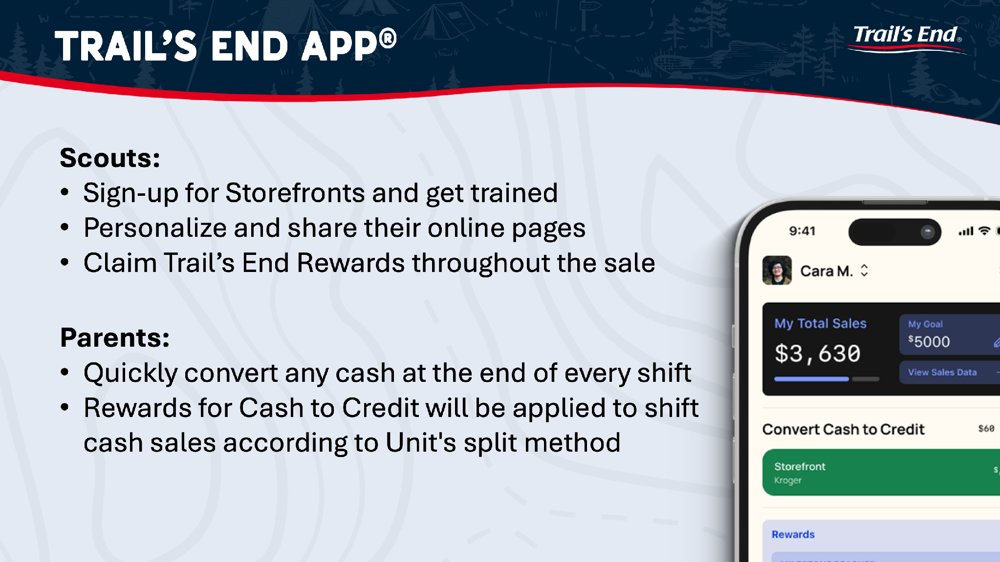 TRAIL'S END APP®
Trail's End®
Scouts:
• Sign-up for Storefronts and get trained
• Personalize and share their online pages
• Claim Trail’s End Rewards throughout the sale
Parents:
• Quickly convert any cash at the end of every shift
• Rewards for Cash to Credit will be applied to shift
cash sales according to Unit's split method
9:41
Cara M.
My Total Sales
$3,630
My Goal
$5000
View Sales Data
Convert Cash to Credit
$60
Storefront
$
Kroger
Rewards